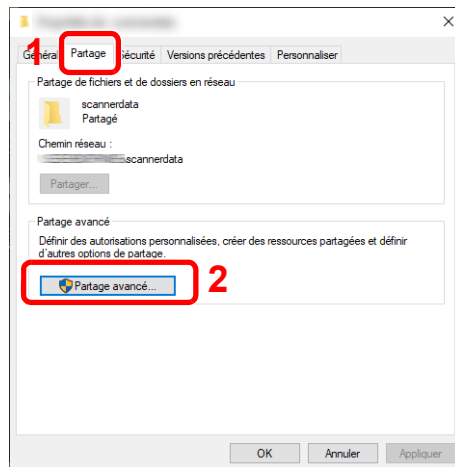 1
Général Partage Sécurité Versions précédentes Personnaliser
Partage de fichiers et de dossiers en réseau
scannerdata
Partagé
Chemin réseau :
scannerdata
Partager...
Partage avancé
Définir des autorisations personnalisées, créer des ressources partagées et définir
d'autres options de partage.
Partage avancé...
2
OK Annuler Appliquer